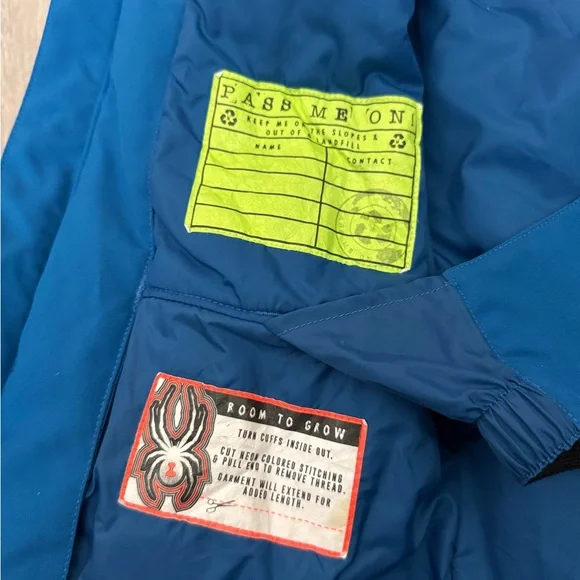 PASS ME ON!
KEEP ME ON
OUT OF THE SLOPES &
LANDFILL
NAME
CONTACT
ROOM TO GROW
TURN CUFFS INSIDE OUT.
CUT NEON COLORED STITCHING
& PULL END TO REMOVE THREAD.
GARMENT WILL EXTEND FOR
ADDED LENGTH.